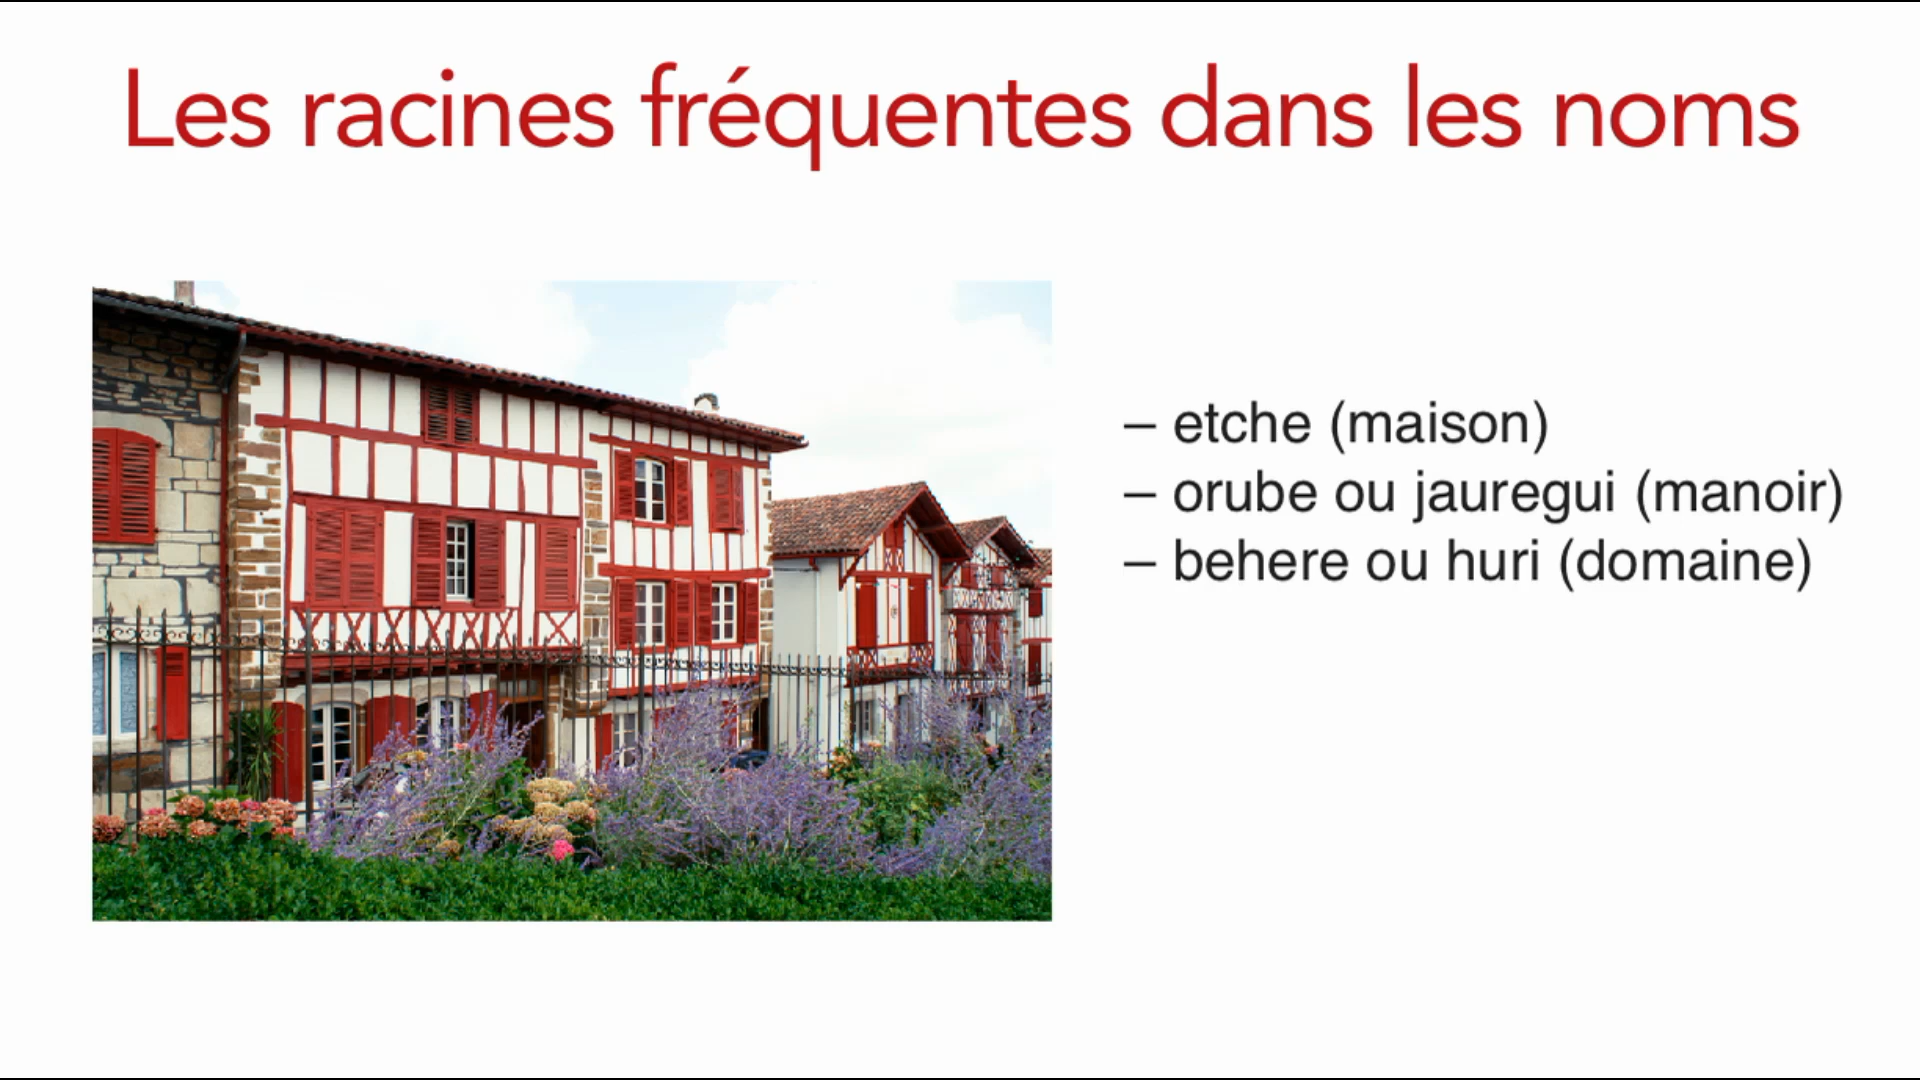 Les racines fréquentes dans les noms
– etche (maison)
– orube ou jauregui (manoir)
– behere ou huri (domaine)